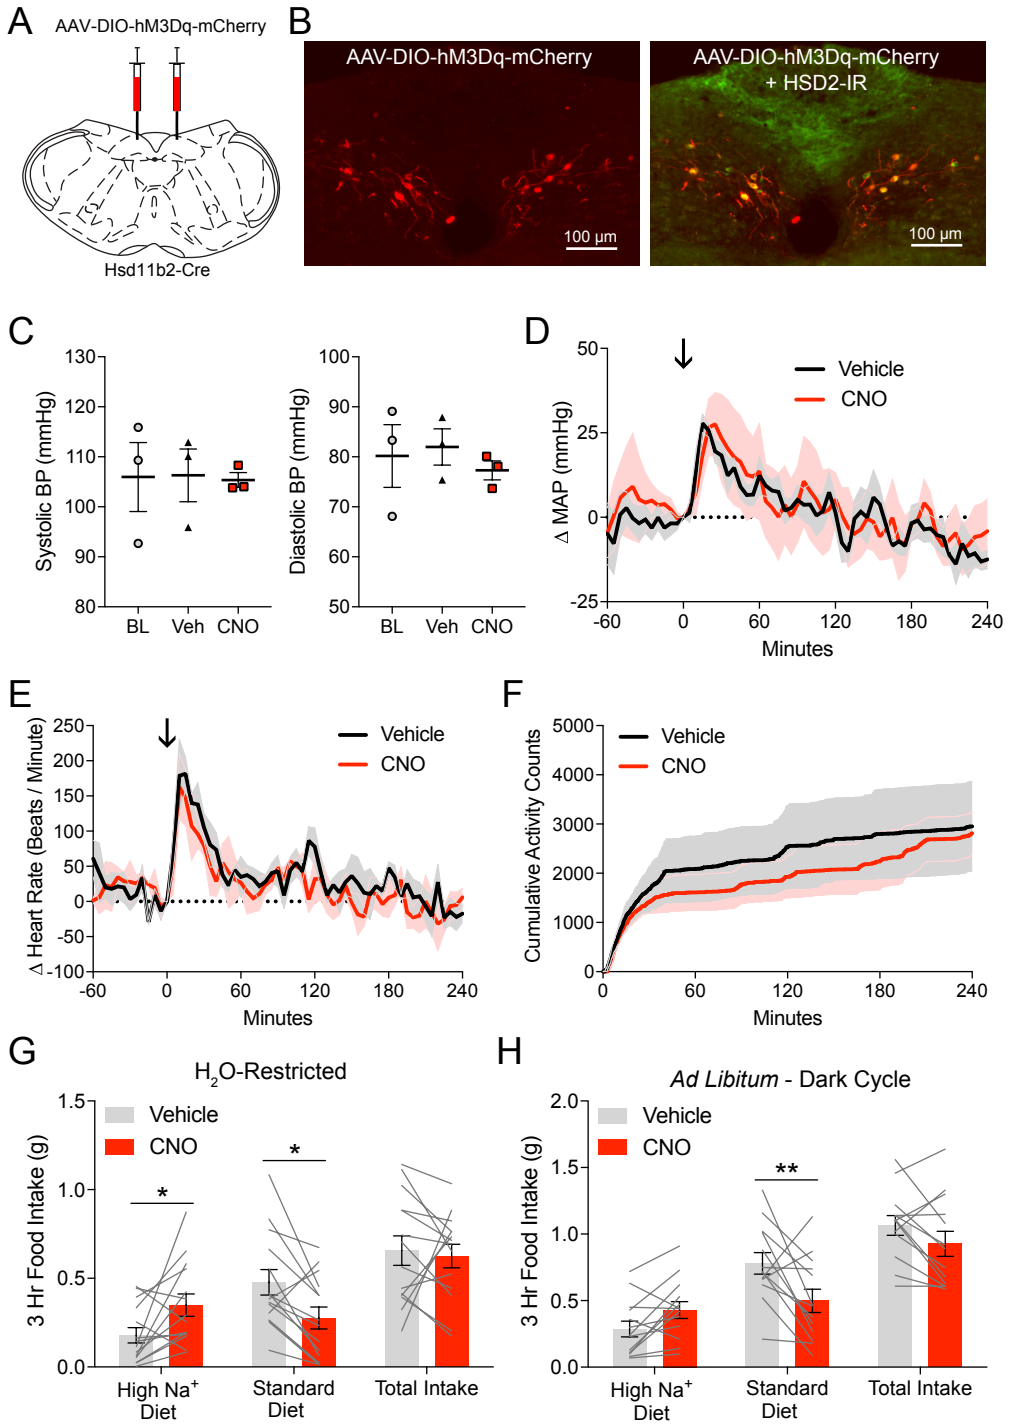 A
AAV-DIO-hM3Dq-mCherry
Hsd11b2-Cre
B
AAV-DIO-hM3Dq-mCherry
100 µm
AAV-DIO-hM3Dq-mCherry
+ HSD2-IR
100 µm
C
Systolic BP (mmHg)
130
120
110
100
90
80
BL Veh CNO
Diastolic BP (mmHg)
100
90
80
70
60
50
BL Veh CNO
D
Δ MAP (mmHg)
50
25
0
-25
-60 0 60 120 180 240
Minutes
Vehicle
CNO
E
Δ Heart Rate (Beats / Minute)
250
200
150
100
50
0
-50
-100
-60 0 60 120 180 240
Minutes
Vehicle
CNO
F
Cumulative Activity Counts
5000
4000
3000
2000
1000
0
0 60 120 180 240
Minutes
Vehicle
CNO
G
H₂O-Restricted
3 Hr Food Intake (g)
1.5
1.0
0.5
0.0
Vehicle
CNO
*
*
High Na⁺ Diet
Standard Diet
Total Intake
H
Ad Libitum - Dark Cycle
3 Hr Food Intake (g)
2.0
1.5
1.0
0.5
0.0
Vehicle
CNO
**
High Na⁺ Diet
Standard Diet
Total Intake